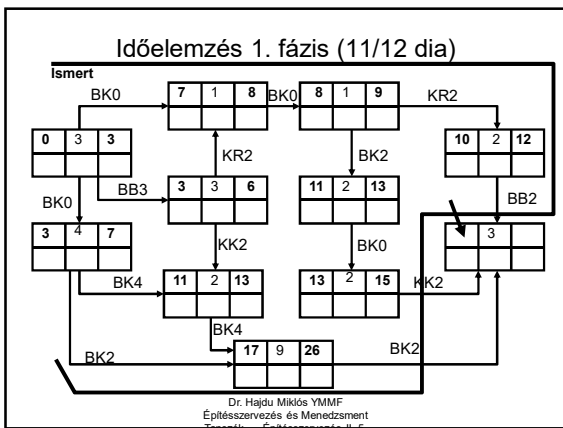 Időelemzés 1. fázis (11/12 dia)
Ismert
BK0
7 1 8
BK0
8 1 9
KR2
0 3 3
KR2
BK2
10 2 12
BB3
3 3 6
11 2 13
BK0
BB2
3 4 7
KK2
BK0
3
BK4
11 2 13
13 2 15
KK2
BK4
BK2
17 9 26
BK2
Dr. Hajdu Miklós YMMF
Építésszervezés és Menedzsment